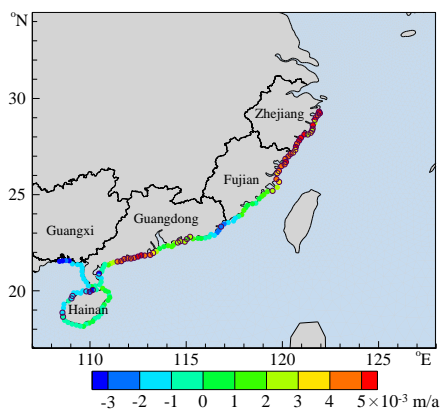 °N
30
25
20
Zhejiang
Fujian
Guangdong
Guangxi
Hainan
110 115 120 125 °E
-3 -2 -1 0 1 2 3 4 5×10⁻³ m/a